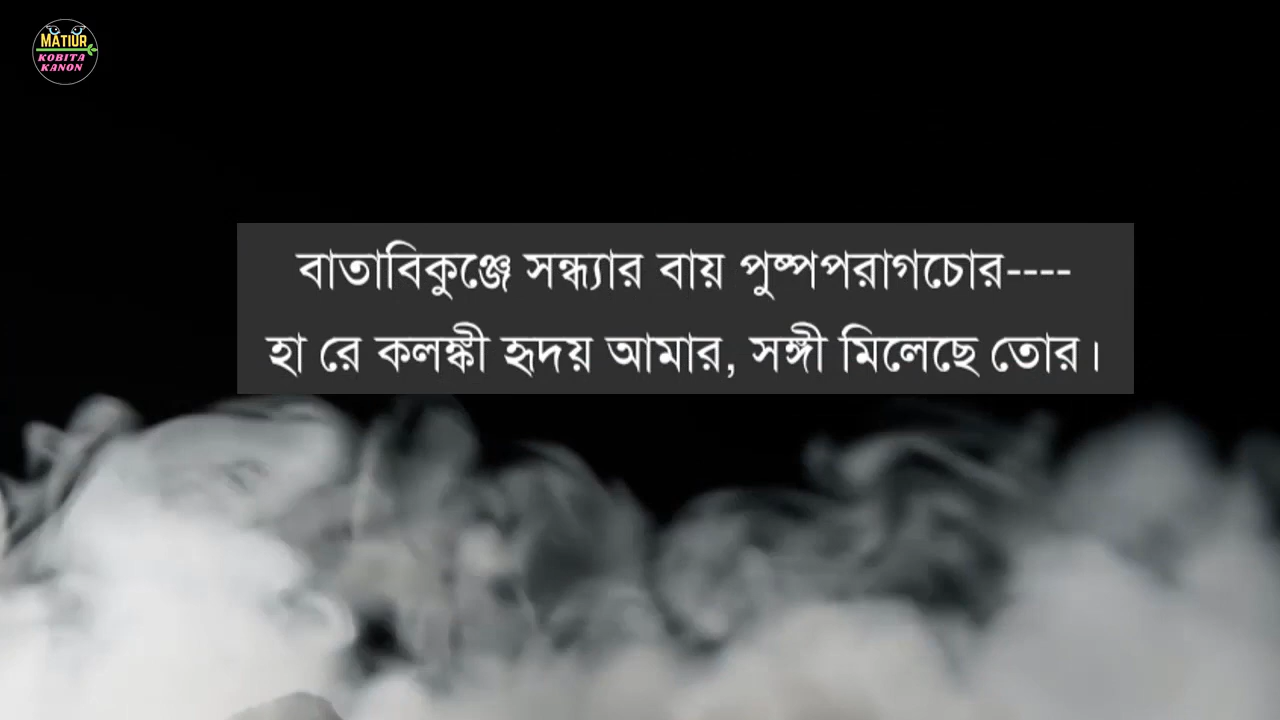 MATIUR
KOBITA
KANON
বাতাবিকুঞ্জে সন্ধ্যার বায় পুষ্পপরাগচোর----
হা রে কলঙ্কী হৃদয় আমার, সঙ্গী মিলেছে তোর।